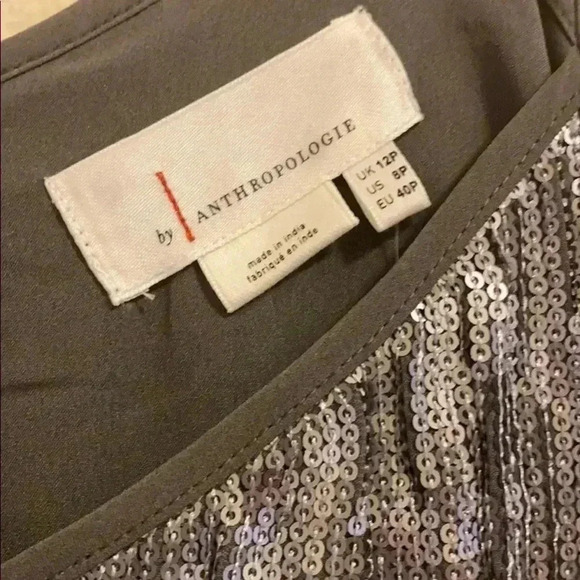 by ANTHROPOLOGIE
UK 12P
US 8P
EU 40P
made in india
fabriqué en inde